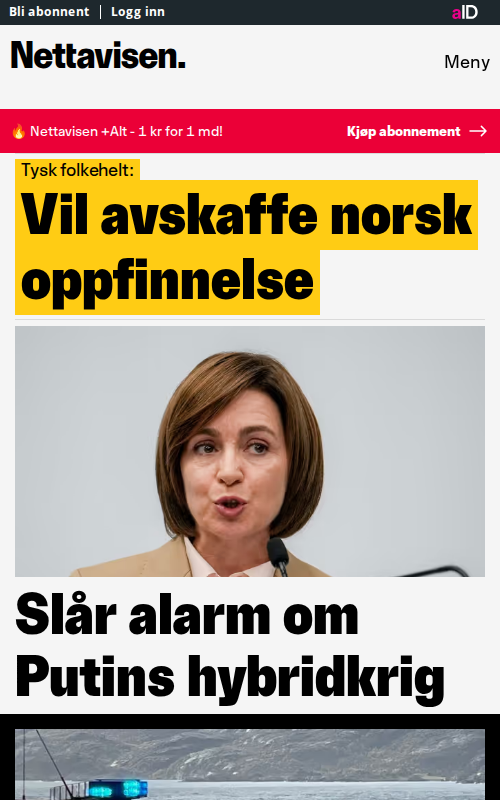 Bli abonnent | Logg inn
aID
Nettavisen.
Meny
🔥 Nettavisen +Alt - 1 kr for 1 md!
Kjøp abonnement →
Tysk folkehelt:
Vil avskaffe norsk
oppfinnelse
Slår alarm om
Putins hybridkrig